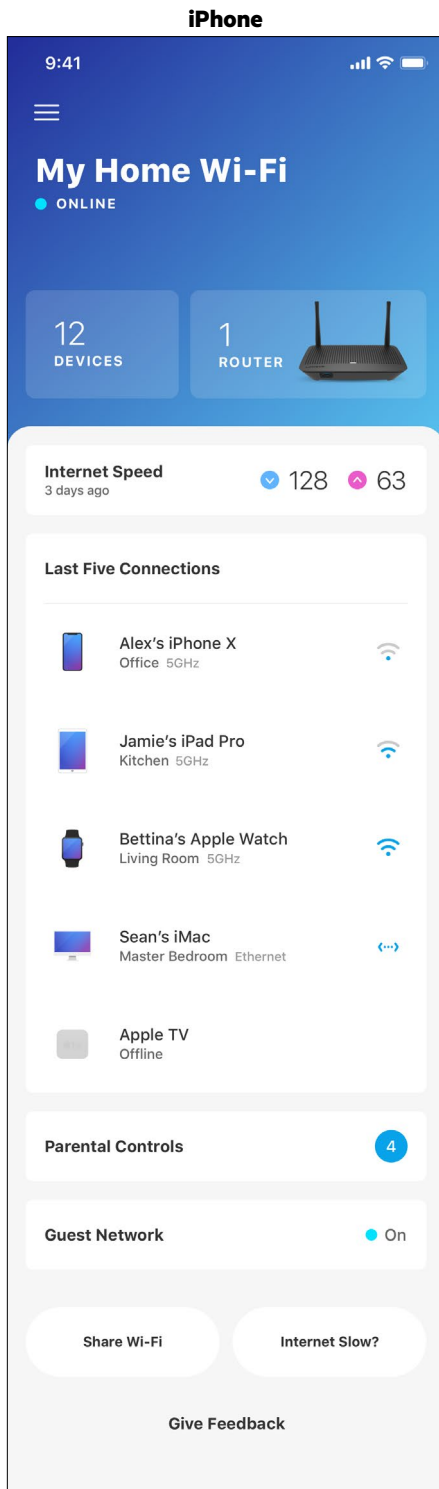 iPhone
9:41
My Home Wi-Fi
ONLINE
12
DEVICES
1
ROUTER
Internet Speed
3 days ago
128
63
Last Five Connections
Alex’s iPhone X
Office 5GHz
Jamie’s iPad Pro
Kitchen 5GHz
Bettina’s Apple Watch
Living Room 5GHz
Sean’s iMac
Master Bedroom Ethernet
Apple TV
Offline
Parental Controls
4
Guest Network
On
Share Wi-Fi
Internet Slow?
Give Feedback